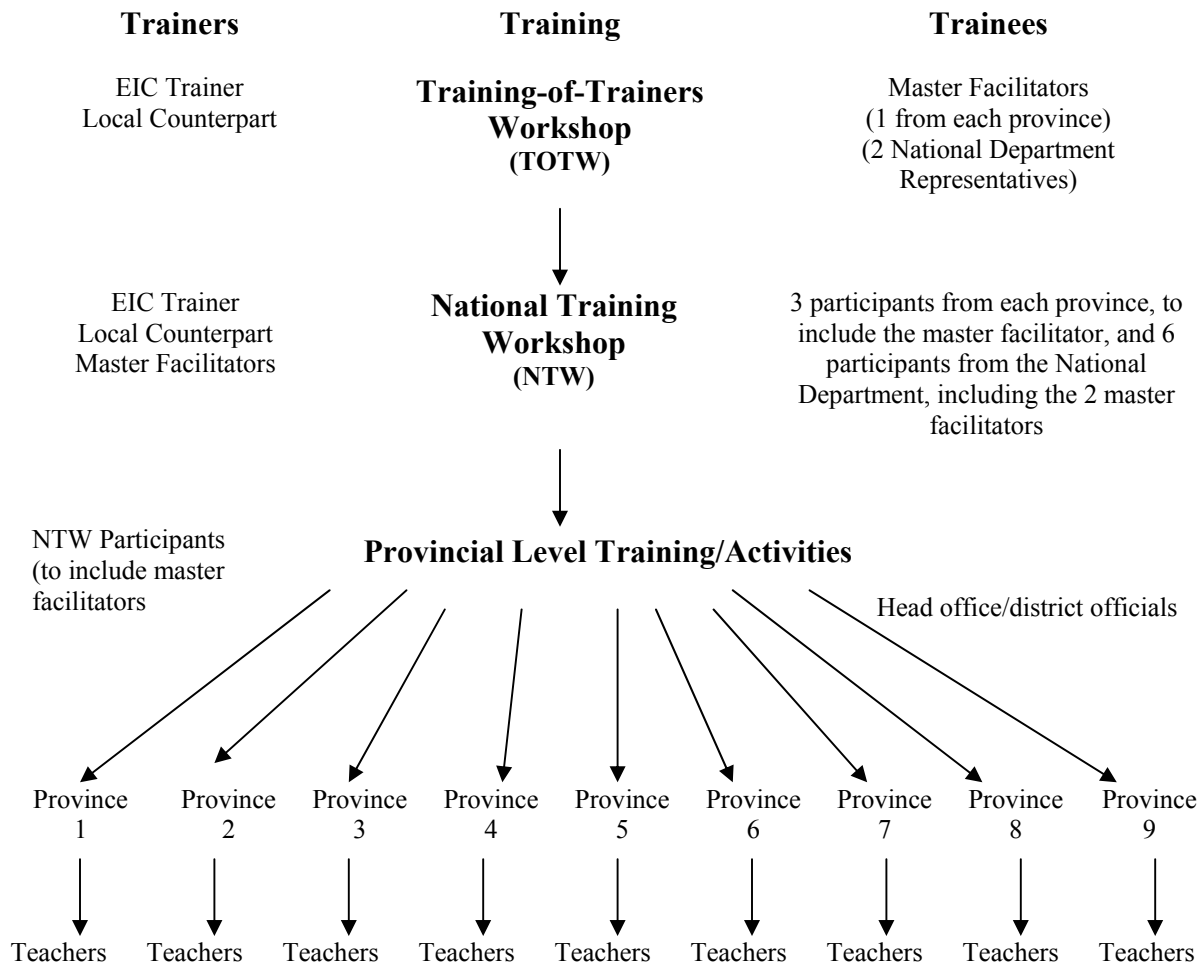 Trainers
Training
Trainees
EIC Trainer
Local Counterpart
Training-of-Trainers
Workshop
(TOTW)
Master Facilitators
(1 from each province)
(2 National Department
Representatives)
EIC Trainer
Local Counterpart
Master Facilitators
National Training
Workshop
(NTW)
3 participants from each province, to
include the master facilitator, and 6
participants from the National
Department, including the 2 master
facilitators
NTW Participants
(to include master
facilitators
Provincial Level Training/Activities
Head office/district officials
Province
1
Province
2
Province
3
Province
4
Province
5
Province
6
Province
7
Province
8
Province
9
Teachers
Teachers
Teachers
Teachers
Teachers
Teachers
Teachers
Teachers
Teachers